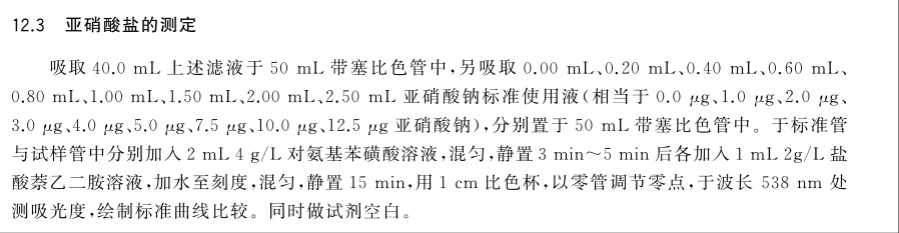 12.3 亚硝酸盐的测定
吸取 40.0 mL 上述滤液于 50 mL 带塞比色管中,另吸取 0.00 mL、0.20 mL、0.40 mL、0.60 mL、
0.80 mL、1.00 mL、1.50 mL、2.00 mL、2.50 mL 亚硝酸钠标准使用液(相当于 0.0 μg、1.0 μg、2.0 μg、
3.0 μg、4.0 μg、5.0 μg、7.5 μg、10.0 μg、12.5 μg 亚硝酸钠),分别置于 50 mL 带塞比色管中。于标准管
与试样管中分别加入 2 mL 4 g/L 对氨基苯磺酸溶液,混匀,静置 3 min~5 min 后各加入 1 mL 2g/L 盐
酸萘乙二胺溶液,加水至刻度,混匀,静置 15 min,用 1 cm 比色杯,以零管调节零点,于波长 538 nm 处
测吸光度,绘制标准曲线比较。同时做试剂空白。